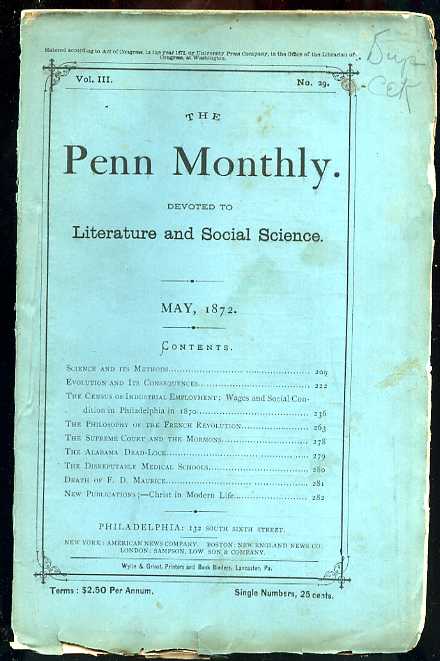 Entered according to Act of Congress, in the year 1872, by University Press Company, in the Office of the Librarian of
Congress, at Washington.
Vol. III.
No. 29.
THE
Penn Monthly.
DEVOTED TO
Literature and Social Science.
MAY, 1872.
CONTENTS.
SCIENCE AND ITS METHODS 209
EVOLUTION AND ITS CONSEQUENCES 222
THE CENSUS OF INDUSTRIAL EMPLOYMENT; Wages and Social Con-
dition in Philadelphia in 1870 236
THE PHILOSOPHY OF THE FRENCH REVOLUTION 263
THE SUPREME COURT AND THE MORMONS 278
THE ALABAMA DEAD-LOCK 279
THE DISREPUTABLE MEDICAL SCHOOLS 280
DEATH OF F. D. MAURICE 281
NEW PUBLICATIONS;—Christ in Modern Life 282
PHILADELPHIA: 132 SOUTH SIXTH STREET.
NEW YORK: AMERICAN NEWS COMPANY. BOSTON: NEW ENGLAND NEWS CO.
LONDON: SAMPSON, LOW SON & COMPANY.
Wylie & Griest, Printers and Book Binders, Lancaster, Pa.
Terms: $2.50 Per Annum.
Single Numbers, 25 cents.